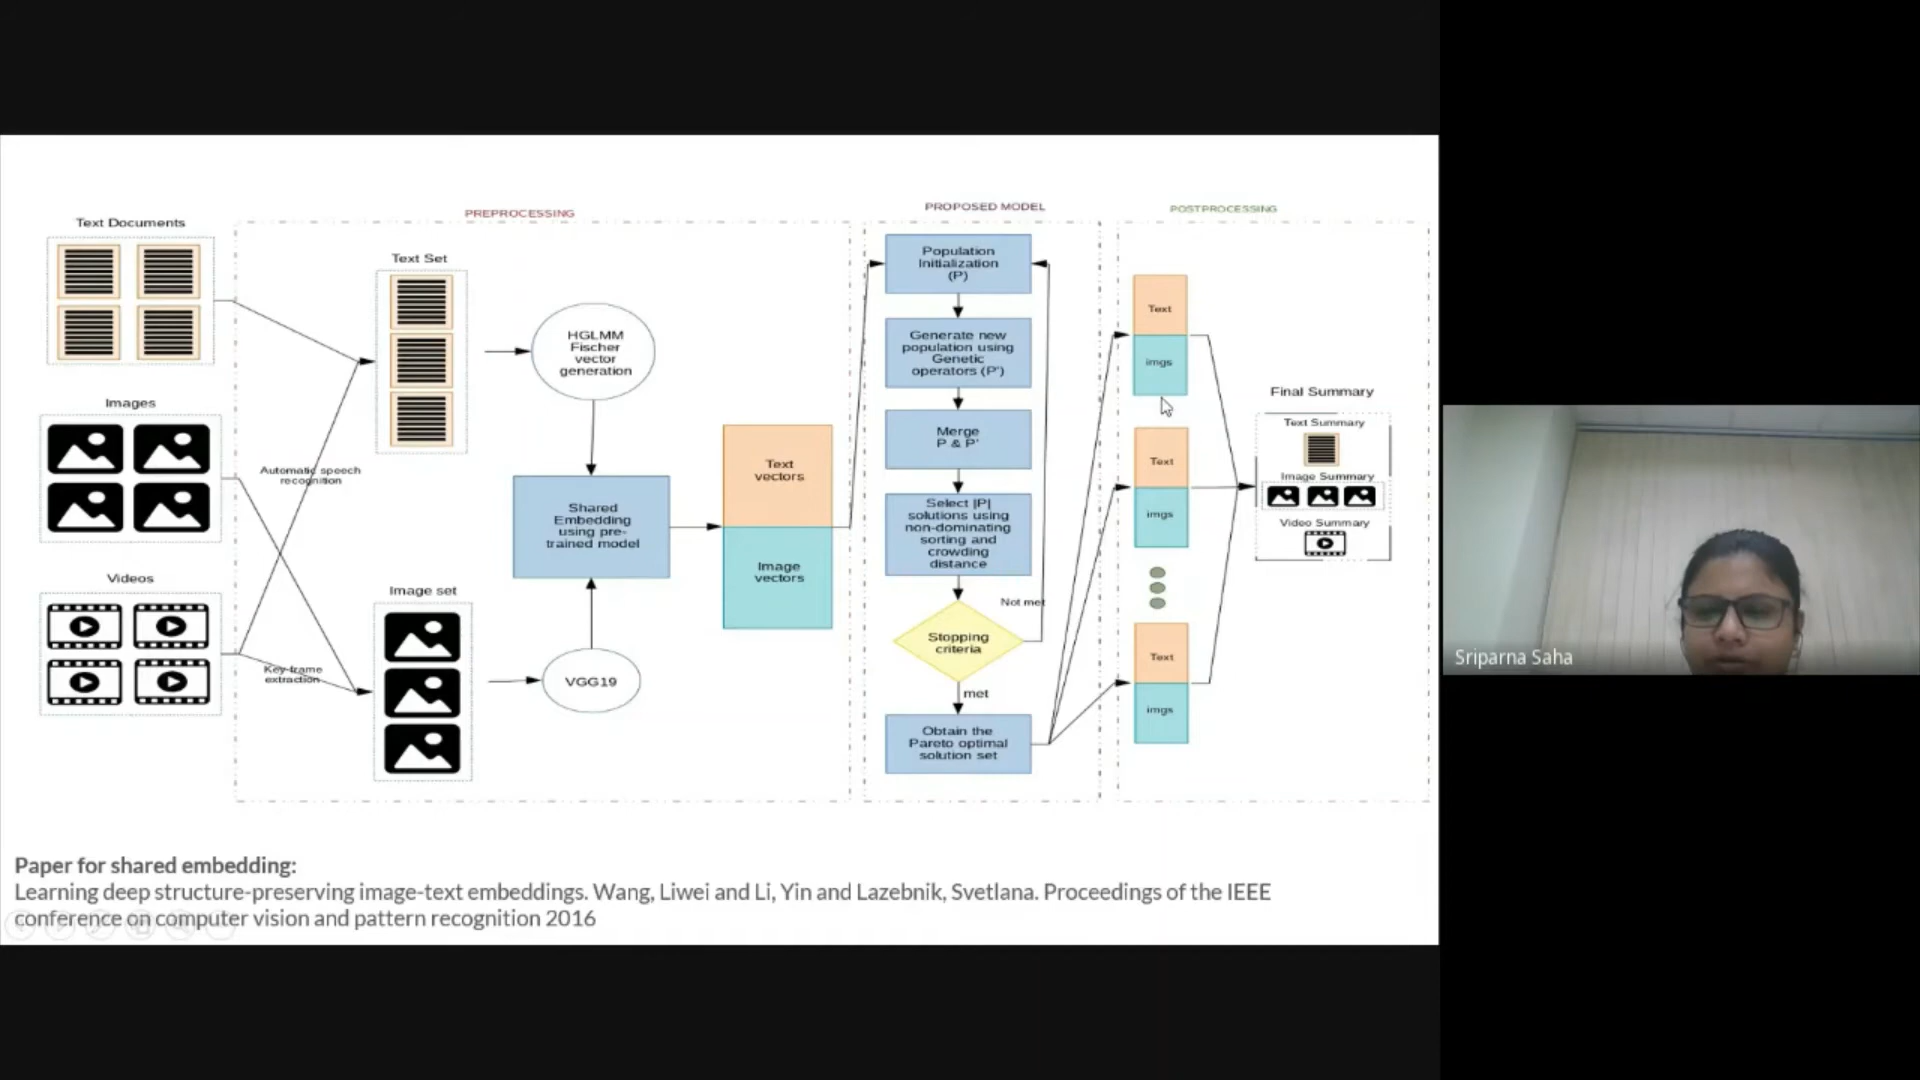 Text Documents
Images
Videos
PREPROCESSING
Text Set
Automatic speech
recognition
Key-frame
extraction
Image set
HGLMM
Fischer
vector
generation
Shared
Embedding
using pre-
trained model
VGG19
Text
vectors
Image
vectors
PROPOSED MODEL
Population
Initialization
(P)
Generate new
population using
Genetic
operators (P')
Merge
P & P'
Select |P|
solutions using
non-dominating
sorting and
crowding
distance
Stopping
criteria
Not met
met
Obtain the
Pareto optimal
solution set
POSTPROCESSING
Text
imgs
Text
imgs
Text
imgs
Final Summary
Text Summary
Image Summary
Video Summary
Paper for shared embedding:
Learning deep structure-preserving image-text embeddings. Wang, Liwei and Li, Yin and Lazebnik, Svetlana. Proceedings of the IEEE
conference on computer vision and pattern recognition 2016
Sriparna Saha